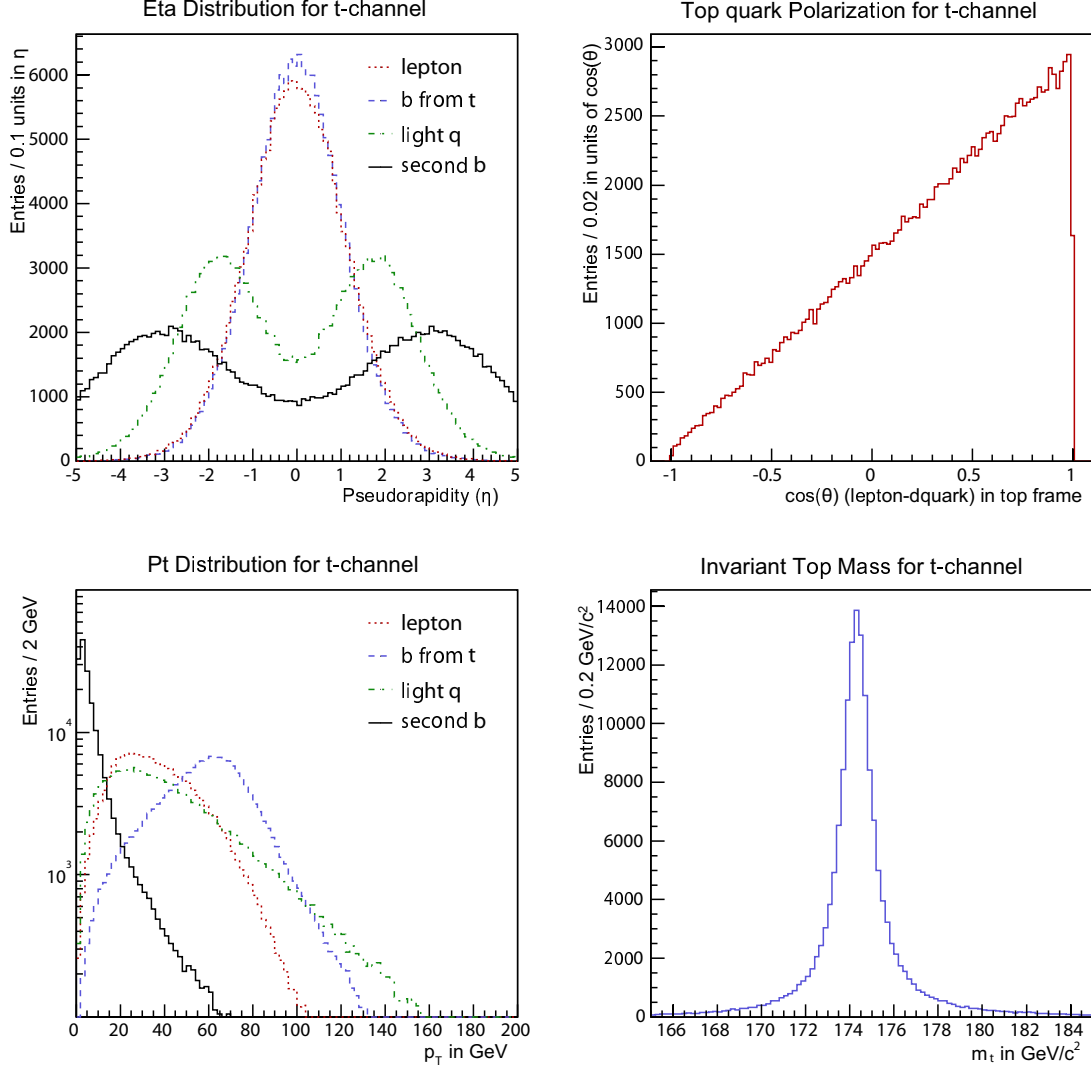 Eta Distribution for t-channel
Entries / 0.1 units in η
6000
5000
4000
3000
2000
1000
0
lepton
b from t
light q
second b
-5 -4 -3 -2 -1 0 1 2 3 4 5
Pseudorapidity (η)
Top quark Polarization for t-channel
Entries / 0.02 in units of cos(θ)
3000
2500
2000
1500
1000
500
0
-1 -0.5 0 0.5 1
cos(θ) (lepton-dquark) in top frame
Pt Distribution for t-channel
Entries / 2 GeV
10^4
10^3
lepton
b from t
light q
second b
0 20 40 60 80 100 120 140 160 180 200
p_T in GeV
Invariant Top Mass for t-channel
Entries / 0.2 GeV/c²
14000
12000
10000
8000
6000
4000
2000
0
166 168 170 172 174 176 178 180 182 184
m_t in GeV/c²